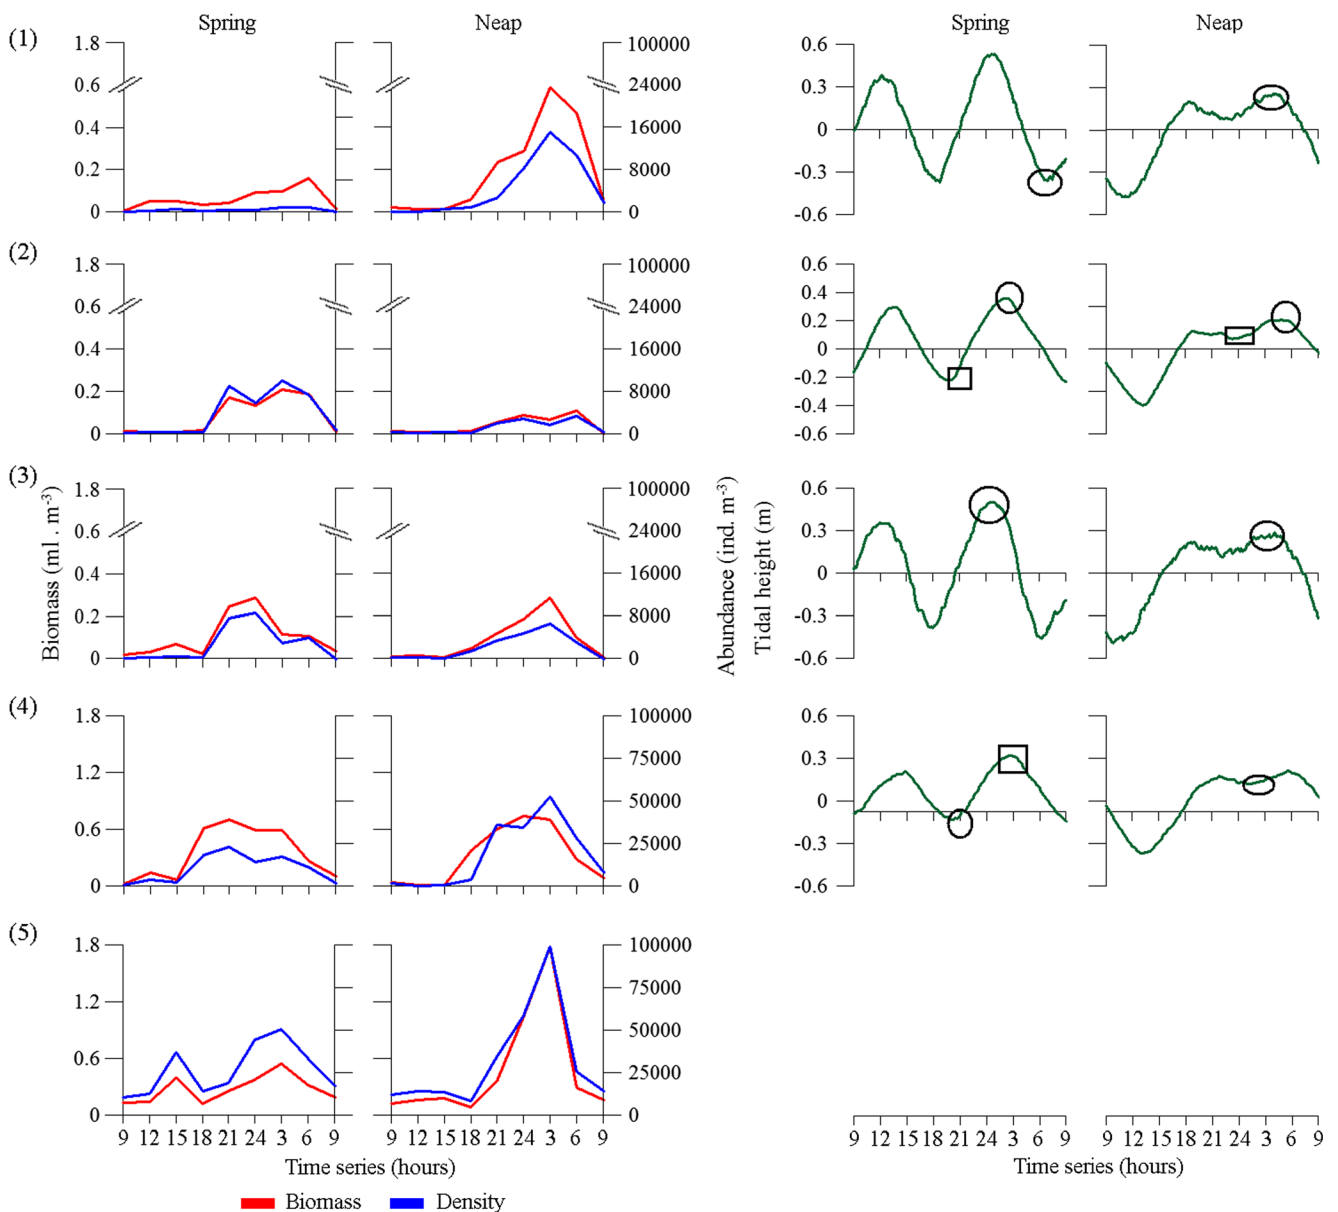 Spring Neap Spring Neap
(1)
1.8 0.6 0.4 0.2 0
100000 24000 16000 8000 0
0.6 0.3 0 -0.3 -0.6
(2)
1.8 0.6 0.4 0.2 0
100000 24000 16000 8000 0
0.6 0.4 0.2 0 -0.2 -0.4 -0.6
(3)
1.8 0.6 0.4 0.2 0
100000 24000 16000 8000 0
0.6 0.3 0 -0.3 -0.6
Biomass (ml . m⁻³)
Abundance (ind. m⁻³)
Tidal height (m)
(4)
1.8 1.2 0.6 0
100000 75000 50000 25000 0
0.6 0.3 0 -0.3 -0.6
(5)
1.8 1.2 0.6 0
100000 75000 50000 25000 0
9 12 15 18 21 24 3 6 9 9 12 15 18 21 24 3 6 9 9 12 15 18 21 24 3 6 9 9 12 15 18 21 24 3 6 9
Time series (hours) Time series (hours)
Biomass Density